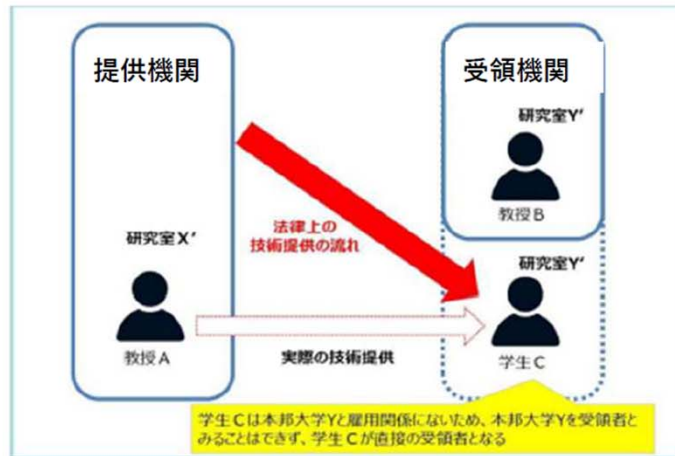 提供機関
受領機関
研究室Y’
教授B
法律上の
技術提供の流れ
研究室X’
研究室Y’
教授A
実際の技術提供
学生C
学生Cは本邦大学Yと雇用関係にないため、本邦大学Yを受領者と
みることはできず、学生Cが直接の受領者となる